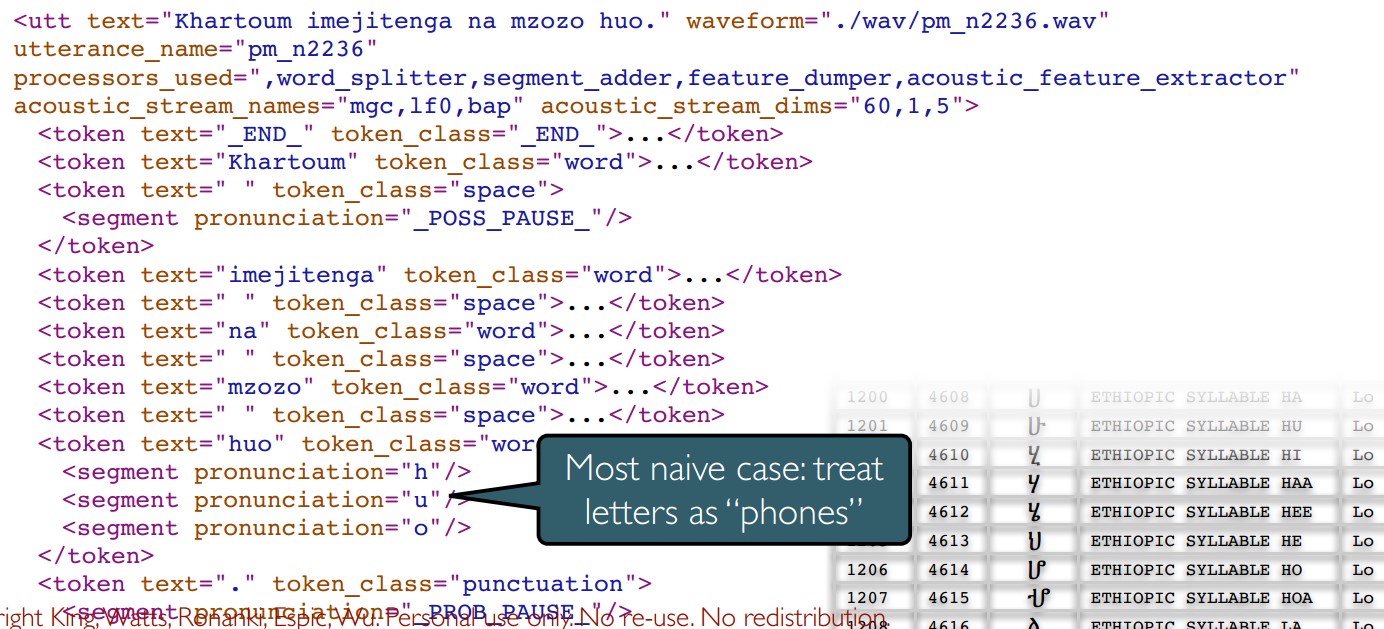 <utt text="Khartoum imejitenga na mzozo huo." waveform="./wav/pm_n2236.wav"
utterance_name="pm_n2236"
processors_used=",word_splitter,segment_adder,feature_dumper,acoustic_feature_extractor"
acoustic_stream_names="mgc,lf0,bap" acoustic_stream_dims="60,1,5">
<token text="_END_" token_class="_END_">...</token>
<token text="Khartoum" token_class="word">...</token>
<token text=" " token_class="space">
<segment pronunciation="_POSS_PAUSE_"/>
</token>
<token text="imejitenga" token_class="word">...</token>
<token text=" " token_class="space">...</token>
<token text="na" token_class="word">...</token>
<token text=" " token_class="space">...</token>
<token text="mzozo" token_class="word">...</token>
<token text=" " token_class="space">...</token>
<token text="huo" token_class="wor
<segment pronunciation="h"/>
<segment pronunciation="u"/>
<segment pronunciation="o"/>
</token>
<token text="." token_class="punctuation">
<segment pronunciation="_PROB_PAUSE_"/>
Most naive case: treat
letters as “phones”
1200 4608 ሀ ETHIOPIC SYLLABLE HA Lo
1201 4609 ሁ ETHIOPIC SYLLABLE HU Lo
4610 ሂ ETHIOPIC SYLLABLE HI Lo
4611 ሃ ETHIOPIC SYLLABLE HAA Lo
4612 ሄ ETHIOPIC SYLLABLE HEE Lo
4613 ህ ETHIOPIC SYLLABLE HE Lo
1206 4614 ሆ ETHIOPIC SYLLABLE HO Lo
1207 4615 ሇ ETHIOPIC SYLLABLE HOA Lo
1208 4616 ለ ETHIOPIC SYLLABLE LA Lo
right King, Watts, Ronanki, Espic, Wu. Personal use only. No re-use. No redistribution.